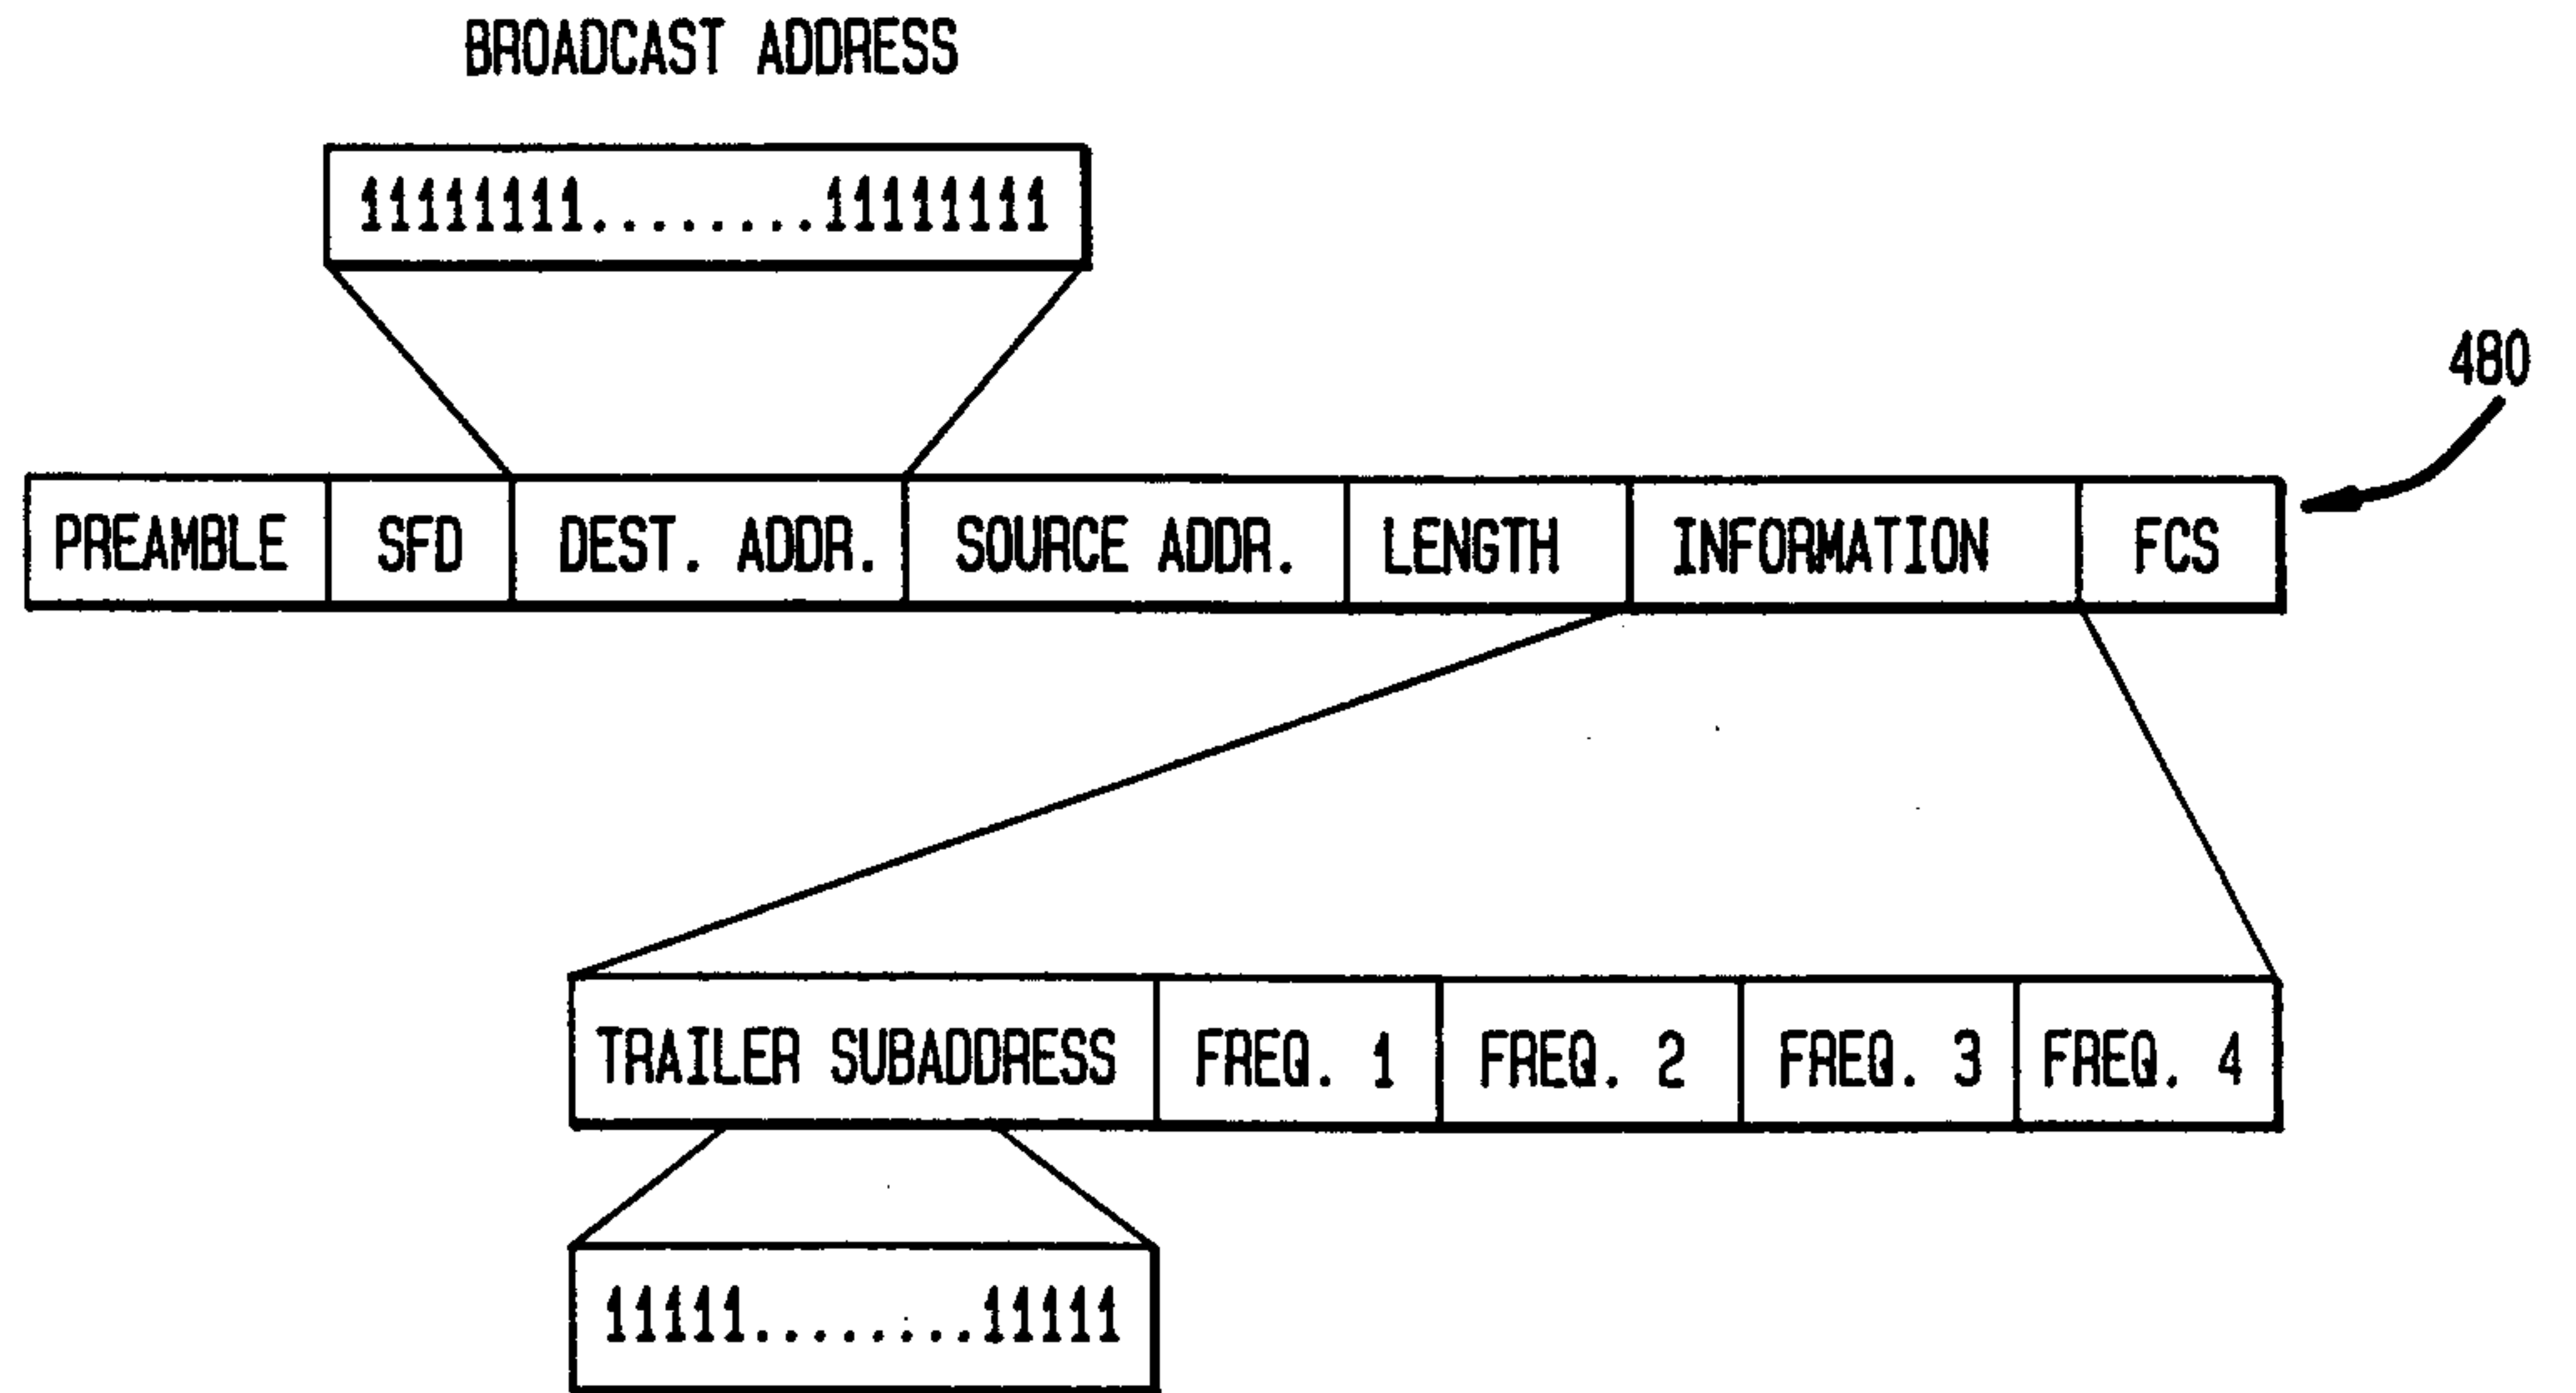 BROADCAST ADDRESS
11111111........11111111
480
PREAMBLE SFD DEST. ADDR. SOURCE ADDR. LENGTH INFORMATION FCS
TRAILER SUBADDRESS FREQ. 1 FREQ. 2 FREQ. 3 FREQ. 4
11111........11111